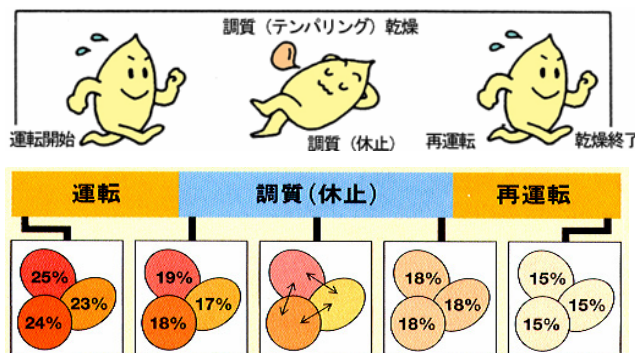 調質（テンパリング）乾燥
運転開始
調質（休止）
再運転
乾燥終了
運転
調質(休止)
再運転
25%
23%
24%
19%
17%
18%
18%
18%
18%
15%
15%
15%